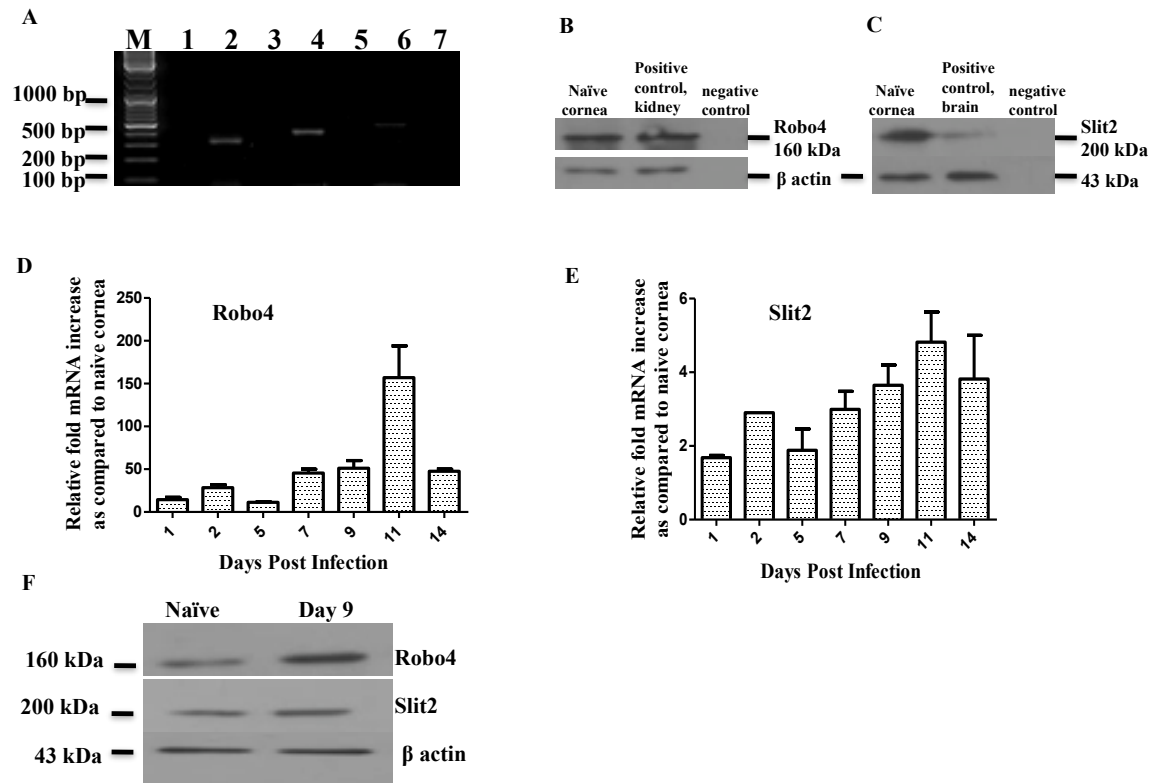 A
M 1 2 3 4 5 6 7
1000 bp
500 bp
200 bp
100 bp
B
Naïve
cornea
Positive
control,
kidney
negative
control
Robo4
160 kDa
β actin
C
Naïve
cornea
Positive
control,
brain
negative
control
Slit2
200 kDa
43 kDa
D
Relative fold mRNA increase
as compared to naive cornea
250
200
150
100
50
0
Robo4
1 2 5 7 9 11 14
Days Post Infection
E
Relative fold mRNA increase
as compared to naive cornea
6
4
2
0
Slit2
1 2 5 7 9 11 14
Days Post Infection
F
Naïve Day 9
160 kDa Robo4
200 kDa Slit2
43 kDa β actin